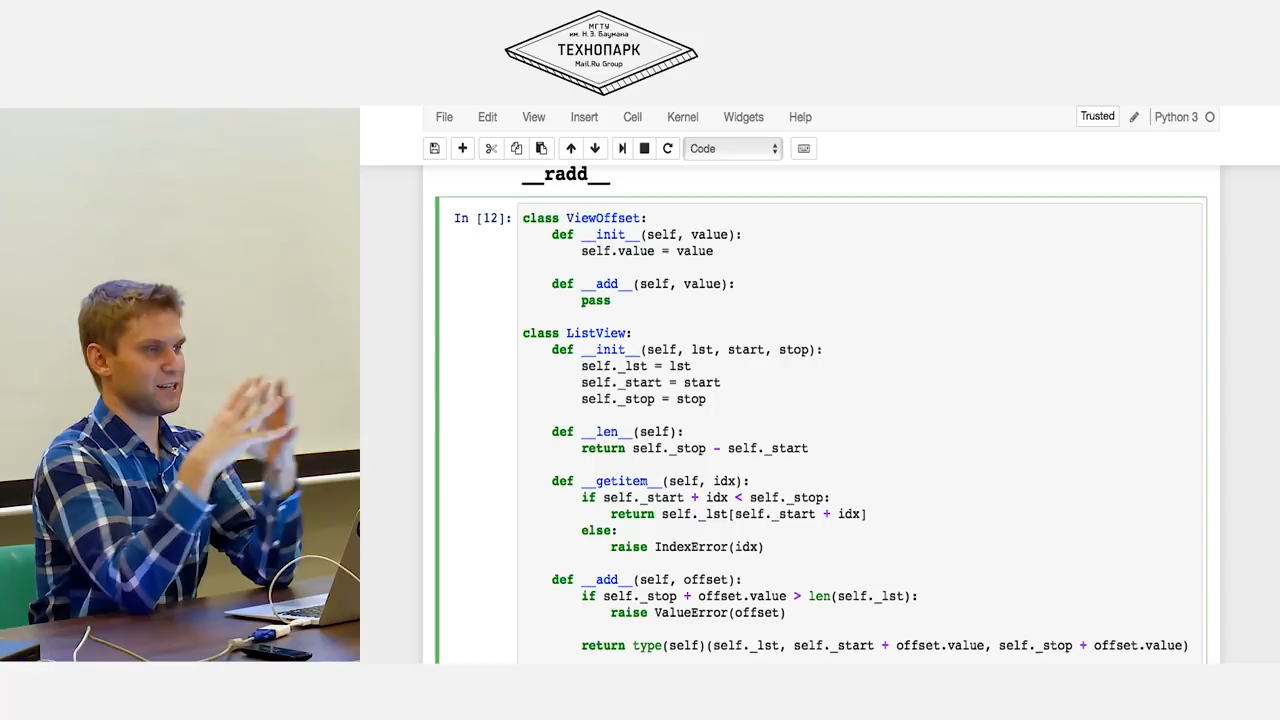 МГТУ
им. Н.Э. Баумана
ТЕХНОПАРК
Mail.Ru Group
File Edit View Insert Cell Kernel Widgets Help Trusted Python 3
Code
__radd__
In [12]:
class ViewOffset:
    def __init__(self, value):
        self.value = value
    def __add__(self, value):
        pass
class ListView:
    def __init__(self, lst, start, stop):
        self._lst = lst
        self._start = start
        self._stop = stop
    def __len__(self):
        return self._stop - self._start
    def __getitem__(self, idx):
        if self._start + idx < self._stop:
            return self._lst[self._start + idx]
        else:
            raise IndexError(idx)
    def __add__(self, offset):
        if self._stop + offset.value > len(self._lst):
            raise ValueError(offset)
        return type(self)(self._lst, self._start + offset.value, self._stop + offset.value)